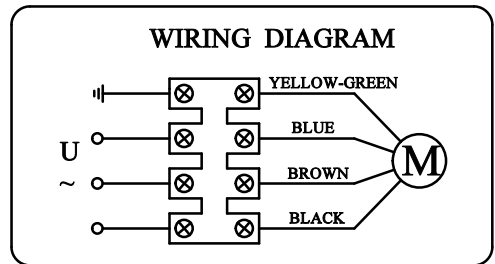 WIRING DIAGRAM
YELLOW-GREEN
BLUE
U
~
BROWN
BLACK
M